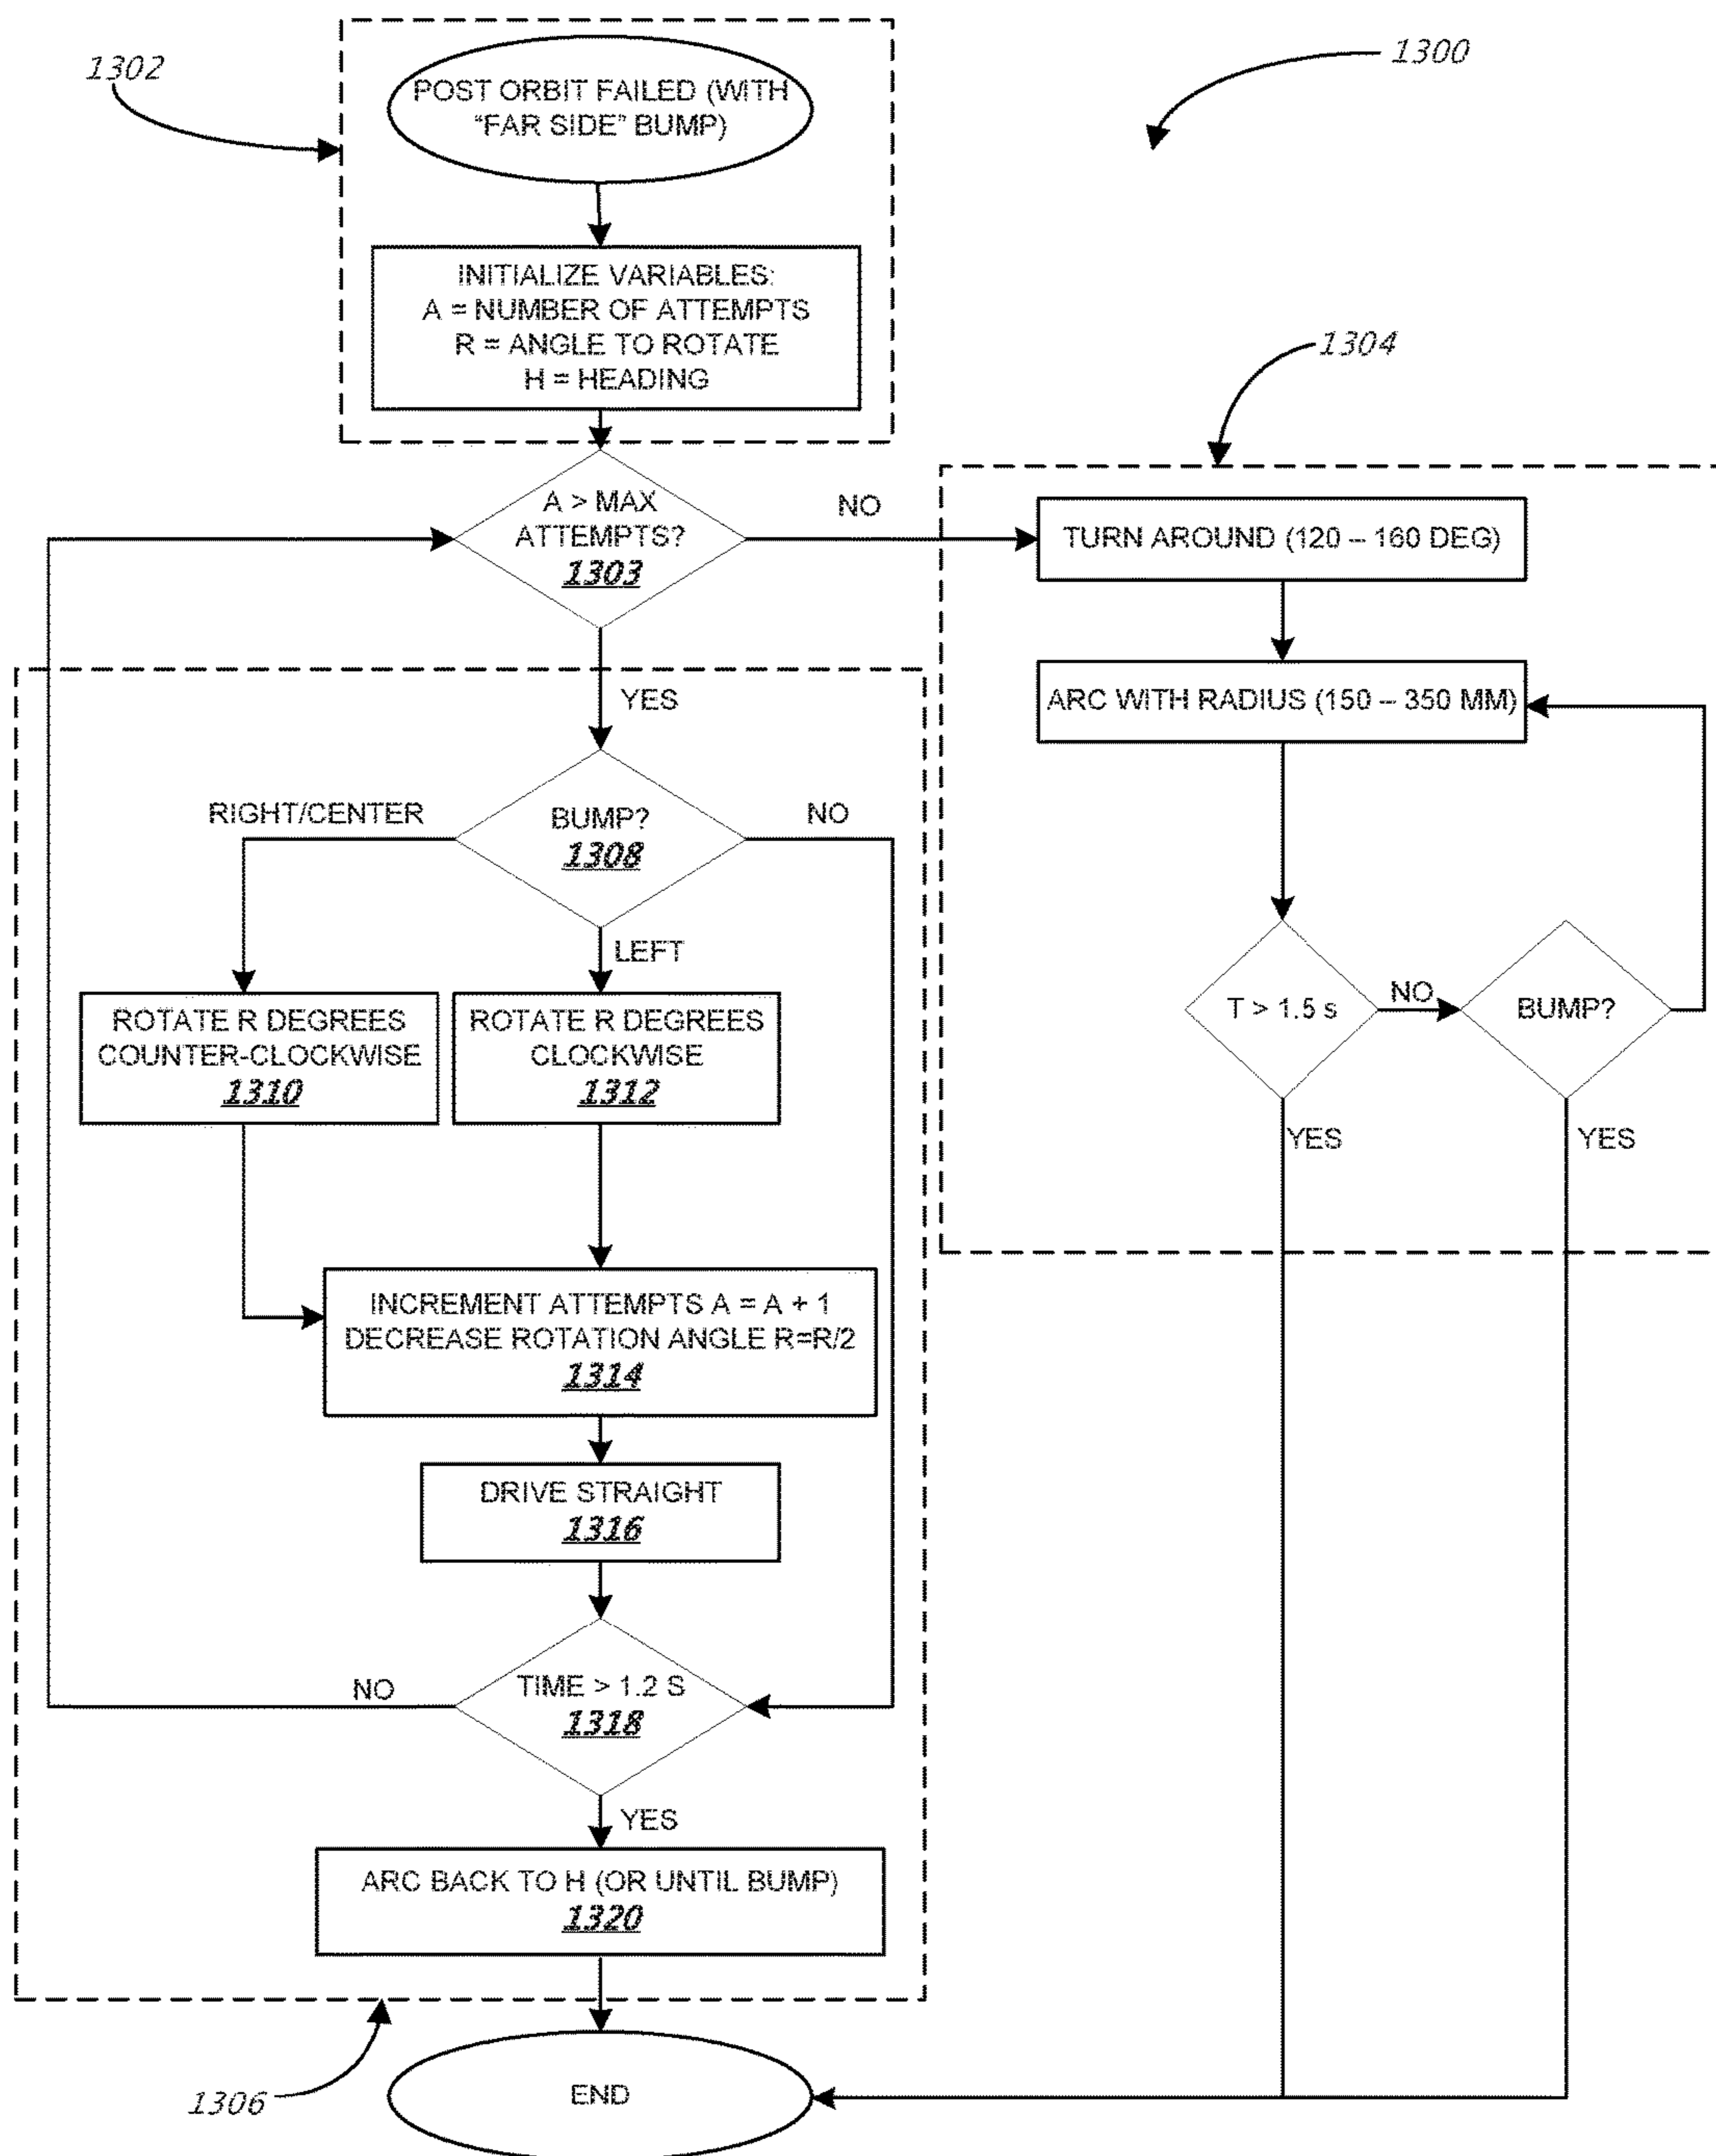 1302
1300
POST ORBIT FAILED (WITH
"FAR SIDE" BUMP)
INITIALIZE VARIABLES:
A = NUMBER OF ATTEMPTS
R = ANGLE TO ROTATE
H = HEADING
1304
A > MAX
ATTEMPTS?
1303
NO
YES
TURN AROUND (120 – 160 DEG)
ARC WITH RADIUS (150 – 350 MM)
T > 1.5 s
NO
BUMP?
YES
YES
BUMP?
1308
RIGHT/CENTER
NO
LEFT
ROTATE R DEGREES
COUNTER-CLOCKWISE
1310
ROTATE R DEGREES
CLOCKWISE
1312
INCREMENT ATTEMPTS A = A + 1
DECREASE ROTATION ANGLE R=R/2
1314
DRIVE STRAIGHT
1316
TIME > 1.2 S
1318
NO
YES
ARC BACK TO H (OR UNTIL BUMP)
1320
1306
END